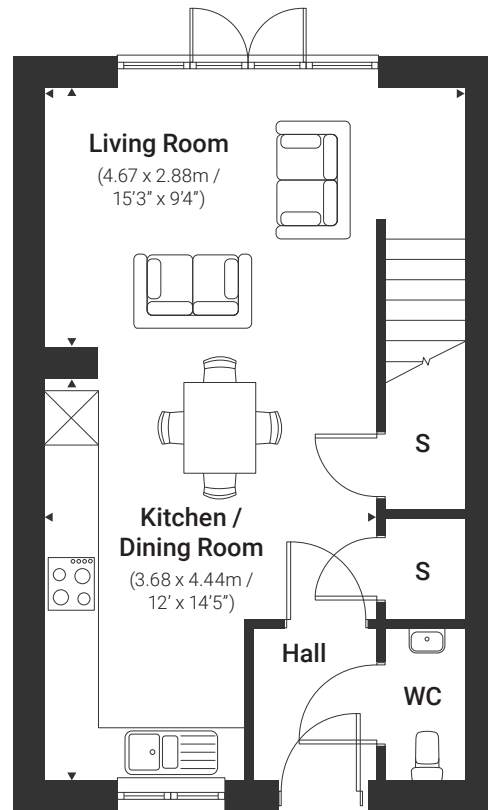 Living Room
(4.67 x 2.88m /
15’3” x 9’4”)
S
Kitchen /
Dining Room
(3.68 x 4.44m /
12’ x 14’5”)
S
Hall
WC